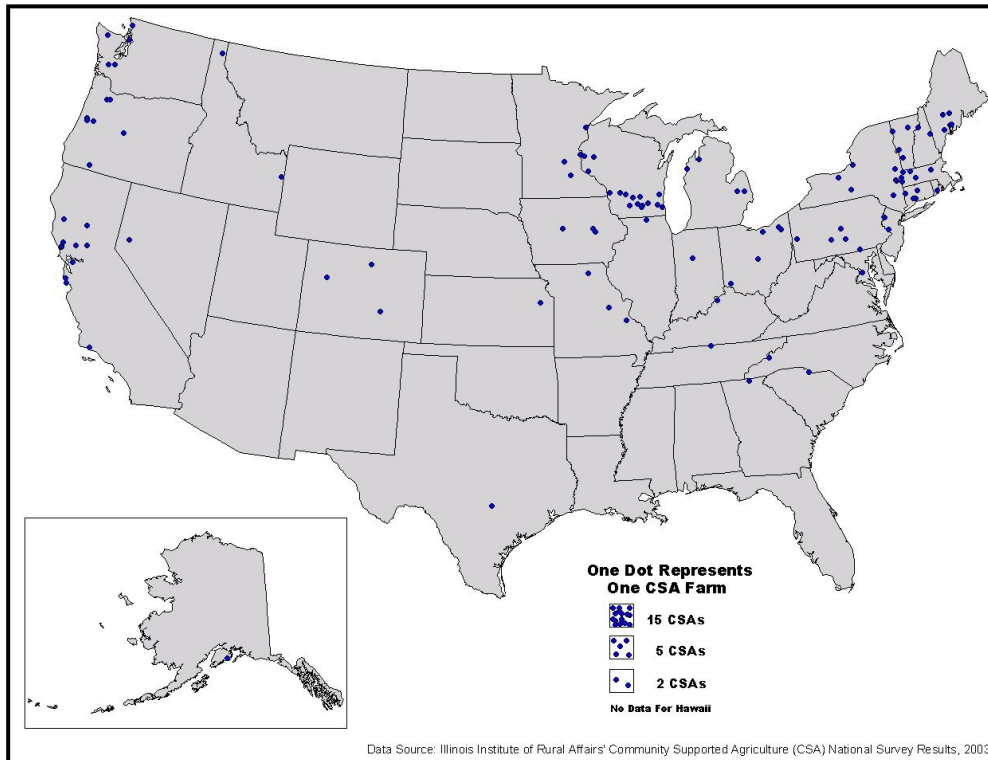 One Dot Represents
One CSA Farm
15 CSAs
5 CSAs
2 CSAs
No Data For Hawaii
Data Source: Illinois Institute of Rural Affairs' Community Supported Agriculture (CSA) National Survey Results, 2003